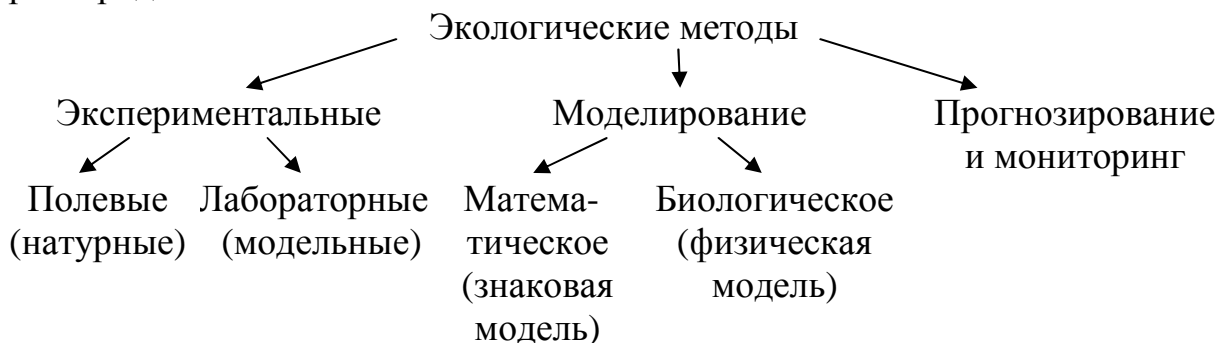 Экологические методы
Экспериментальные Моделирование Прогнозирование
и мониторинг
Полевые Лабораторные Матема- Биологическое
(натурные) (модельные) тическое (физическая
(знаковая модель)
модель)